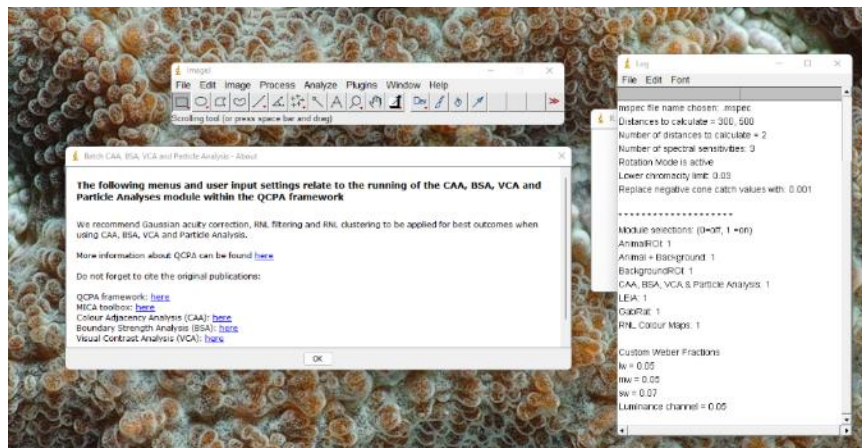 ImageJ
File Edit Image Process Analyze Plugins Window Help
Dev
Scrolling tool (or press space bar and drag)
Batch CAA, BSA, VCA and Particle Analysis - About
The following menus and user input settings relate to the running of the CAA, BSA, VCA and
Particle Analyses module within the QCPA framework
We recommend Gaussian acuity correction, RNL filtering and RNL clustering to be applied for best outcomes when
using CAA, BSA, VCA and Particle Analysis.
More information about QCPA can be found here
Do not forget to cite the original publications:
QCPA framework: here
MICA toolbox: here
Colour Adjacency Analysis (CAA): here
Boundary Strength Analysis (BSA): here
Visual Contrast Analysis (VCA): here
OK
Log
File Edit Font
mspec file name chosen: .mspec
Distances to calculate = 300, 500
Number of distances to calculate = 2
Number of spectral sensitivities: 3
Rotation Mode is active
Lower chromacity limit: 0.03
Replace negative cone catch values with: 0.001
* * * * * * * * * * * * * * * * * * * *
Module selections: (0=off, 1 =on)
AnimalROI: 1
Animal + Background: 1
BackgroundROI: 1
CAA, BSA, VCA & Particle Analysis: 1
LEIA: 1
GabRat: 1
RNL Colour Maps: 1
Custom Weber Fractions
lw = 0.05
mw = 0.05
sw = 0.07
Luminance channel = 0.05